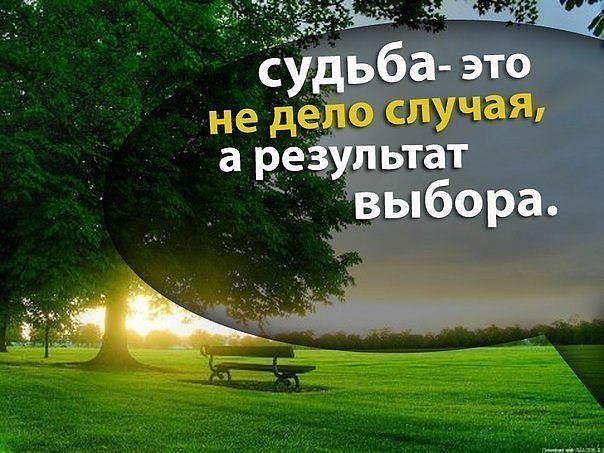 судьба- это
не дело случая,
а результат
выбора.